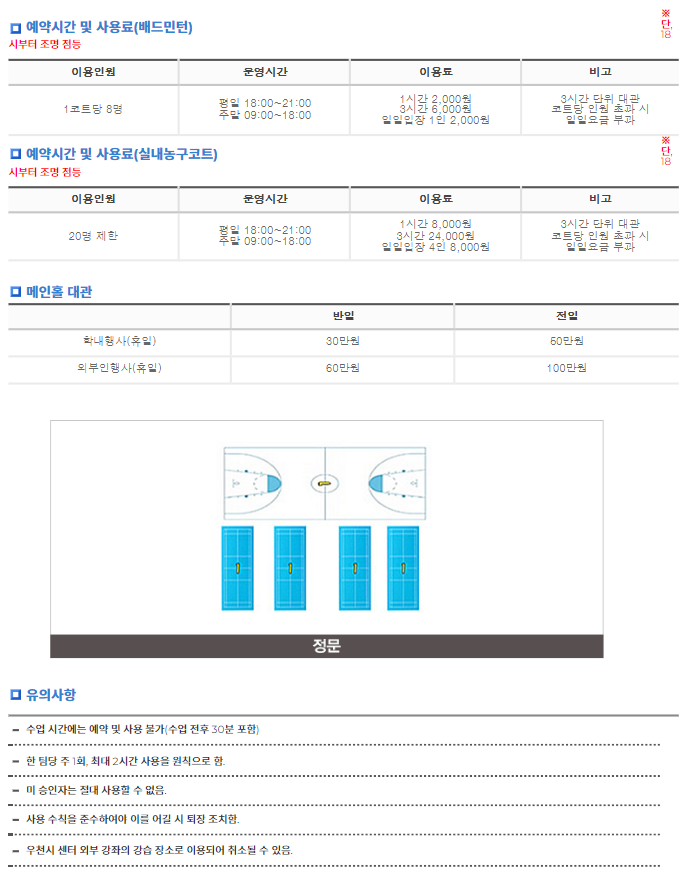 예약시간 및 사용료(배드민턴)
※
단,
18
시부터 조명 점등
이용인원 운영시간 이용료 비고
1코트당 8명
평일 18:00~21:00
주말 09:00~18:00
1시간 2,000원
3시간 6,000원
일일입장 1인 2,000원
3시간 단위 대관
코트당 인원 초과 시
일일요금 부과
예약시간 및 사용료(실내농구코트)
※
단,
18
시부터 조명 점등
이용인원 운영시간 이용료 비고
20명 제한
평일 18:00~21:00
주말 09:00~18:00
1시간 8,000원
3시간 24,000원
일일입장 4인 8,000원
3시간 단위 대관
코트당 인원 초과 시
일일요금 부과
메인홀 대관
반일 전일
학내행사(휴일) 30만원 50만원
외부인행사(휴일) 60만원 100만원
정문
유의사항
- 수업 시간에는 예약 및 사용 불가(수업 전후 30분 포함)
- 한 팀당 주 1회, 최대 2시간 사용을 원칙으로 함.
- 미 승인자는 절대 사용할 수 없음.
- 사용 수칙을 준수하여야 이를 어길 시 퇴장 조치함.
- 우천시 센터 외부 강좌의 강습 장소로 이용되어 취소될 수 있음.